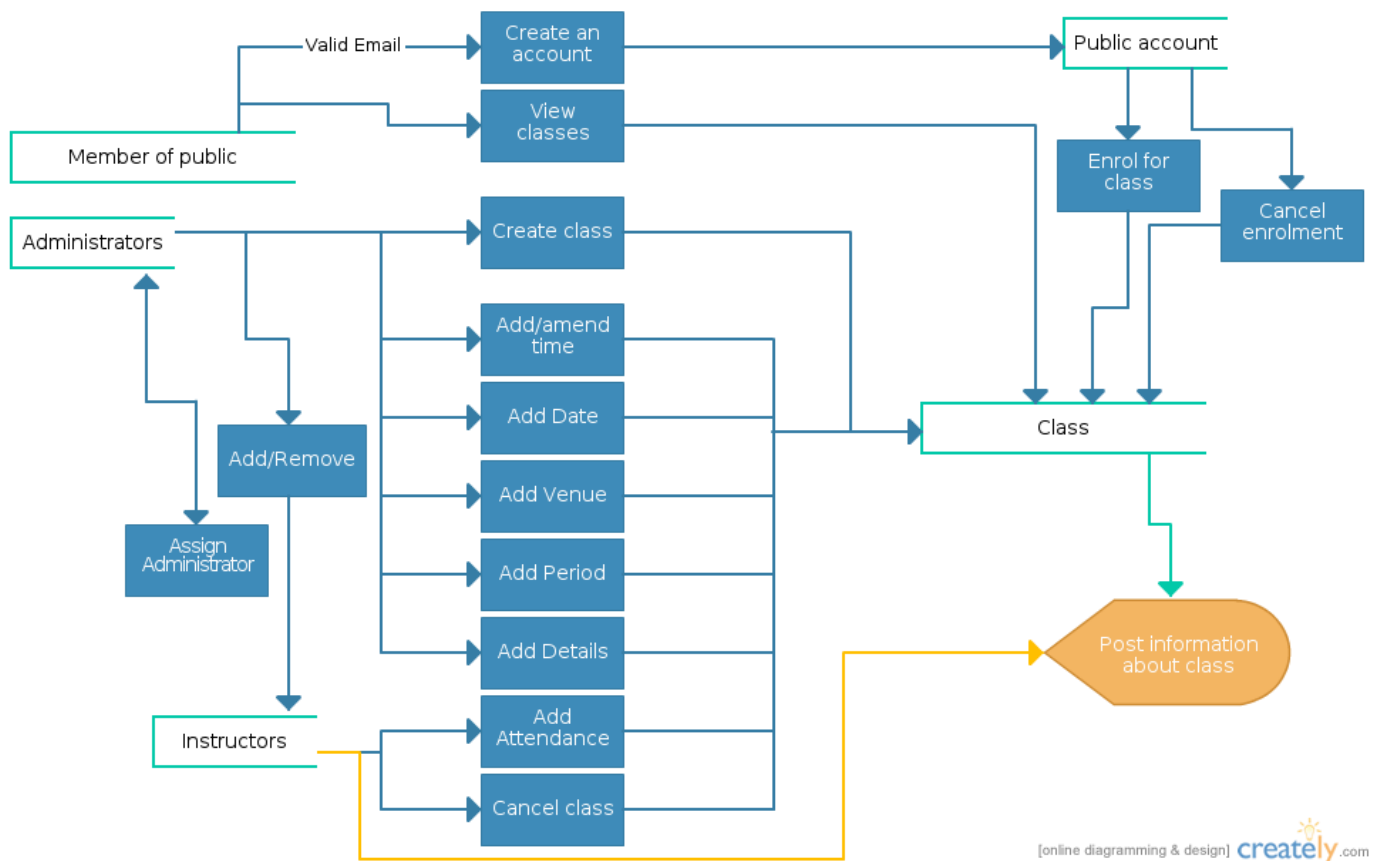 Valid Email
Create an
account
Public account
View
classes
Member of public
Enrol for
class
Cancel
enrolment
Administrators
Create class
Add/amend
time
Add Date
Class
Add/Remove
Add Venue
Assign
Administrator
Add Period
Add Details
Post information
about class
Instructors
Add
Attendance
Cancel class
[online diagramming & design] creately.com